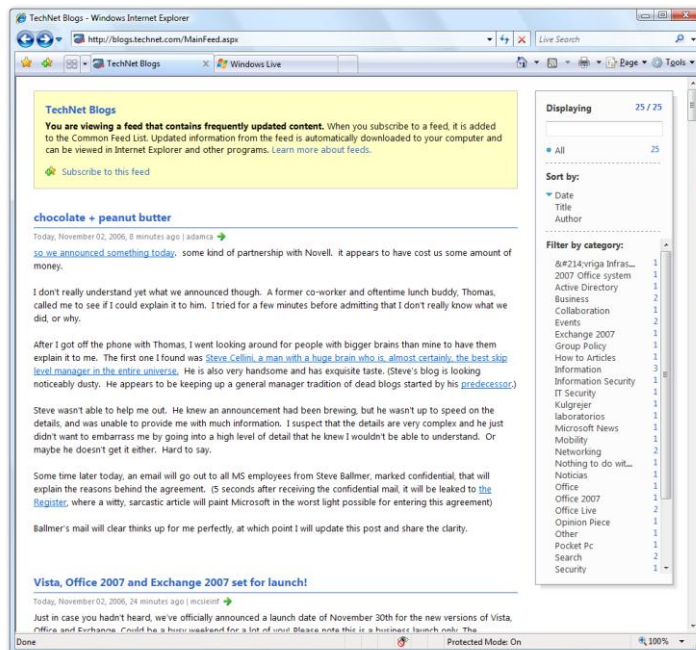 TechNet Blogs - Windows Internet Explorer
http://blogs.technet.com/MainFeed.aspx
Live Search
TechNet Blogs
Windows Live
Page
Tools
TechNet Blogs
You are viewing a feed that contains frequently updated content. When you subscribe to a feed, it is added
to the Common Feed List. Updated information from the feed is automatically downloaded to your computer and
can be viewed in Internet Explorer and other programs. Learn more about feeds.
Subscribe to this feed
chocolate + peanut butter
Today, November 02, 2006, 8 minutes ago | adamca
so we announced something today. some kind of partnership with Novell. it appears to have cost us some amount of
money.
I don't really understand yet what we announced though. A former co-worker and oftentime lunch buddy, Thomas,
called me to see if I could explain it to him. I tried for a few minutes before admitting that I don't really know what we
did, or why.
After I got off the phone with Thomas, I went looking around for people with bigger brains than mine to have them
explain it to me. The first one I found was Steve Cellini, a man with a huge brain who is, almost certainly, the best skip
level manager in the entire universe. He is also very handsome and has exquisite taste. (Steve's blog is looking
noticeably dusty. He appears to be keeping up a general manager tradition of dead blogs started by his predecessor.)
Steve wasn't able to help me out. He knew an announcement had been brewing, but he wasn't up to speed on the
details, and was unable to provide me with much information. I suspect that the details are very complex and he just
didn't want to embarrass me by going into a high level of detail that he knew I wouldn't be able to understand. Or
maybe he doesn't get it either. Hard to say.
Some time later today, an email will go out to all MS employees from Steve Ballmer, marked confidential, that will
explain the reasons behind the agreement. (5 seconds after receiving the confidential mail, it will be leaked to the
Register, where a witty, sarcastic article will paint Microsoft in the worst light possible for entering this agreement)
Ballmer's mail will clear thinks up for me perfectly, at which point I will update this post and share the clarity.
Vista, Office 2007 and Exchange 2007 set for launch!
Today, November 02, 2006, 24 minutes ago | mcsieinf
Just in case you hadn't heard, we've officially announced a launch date of November 30th for the new versions of Vista,
Office and Exchange. Could be a busy weekend for a lot of you! Please note this is a business launch only. The
Displaying 25 / 25
All 25
Sort by:
Date
Title
Author
Filter by category:
&#214;vriga Infras... 1
2007 Office system 1
Active Directory 1
Business 2
Collaboration 1
Events 2
Exchange 2007 1
Group Policy 1
How to Articles 1
Information 3
Information Security 1
IT Security 1
Kulgrejer 1
laboratorios 1
Microsoft News 1
Mobility 1
Networking 2
Nothing to do wit... 1
Noticias 1
Office 1
Office 2007 1
Office Live 2
Opinion Piece 1
Other 1
Pocket Pc 1
Search 2
Security 1
Done
Protected Mode: On
100%